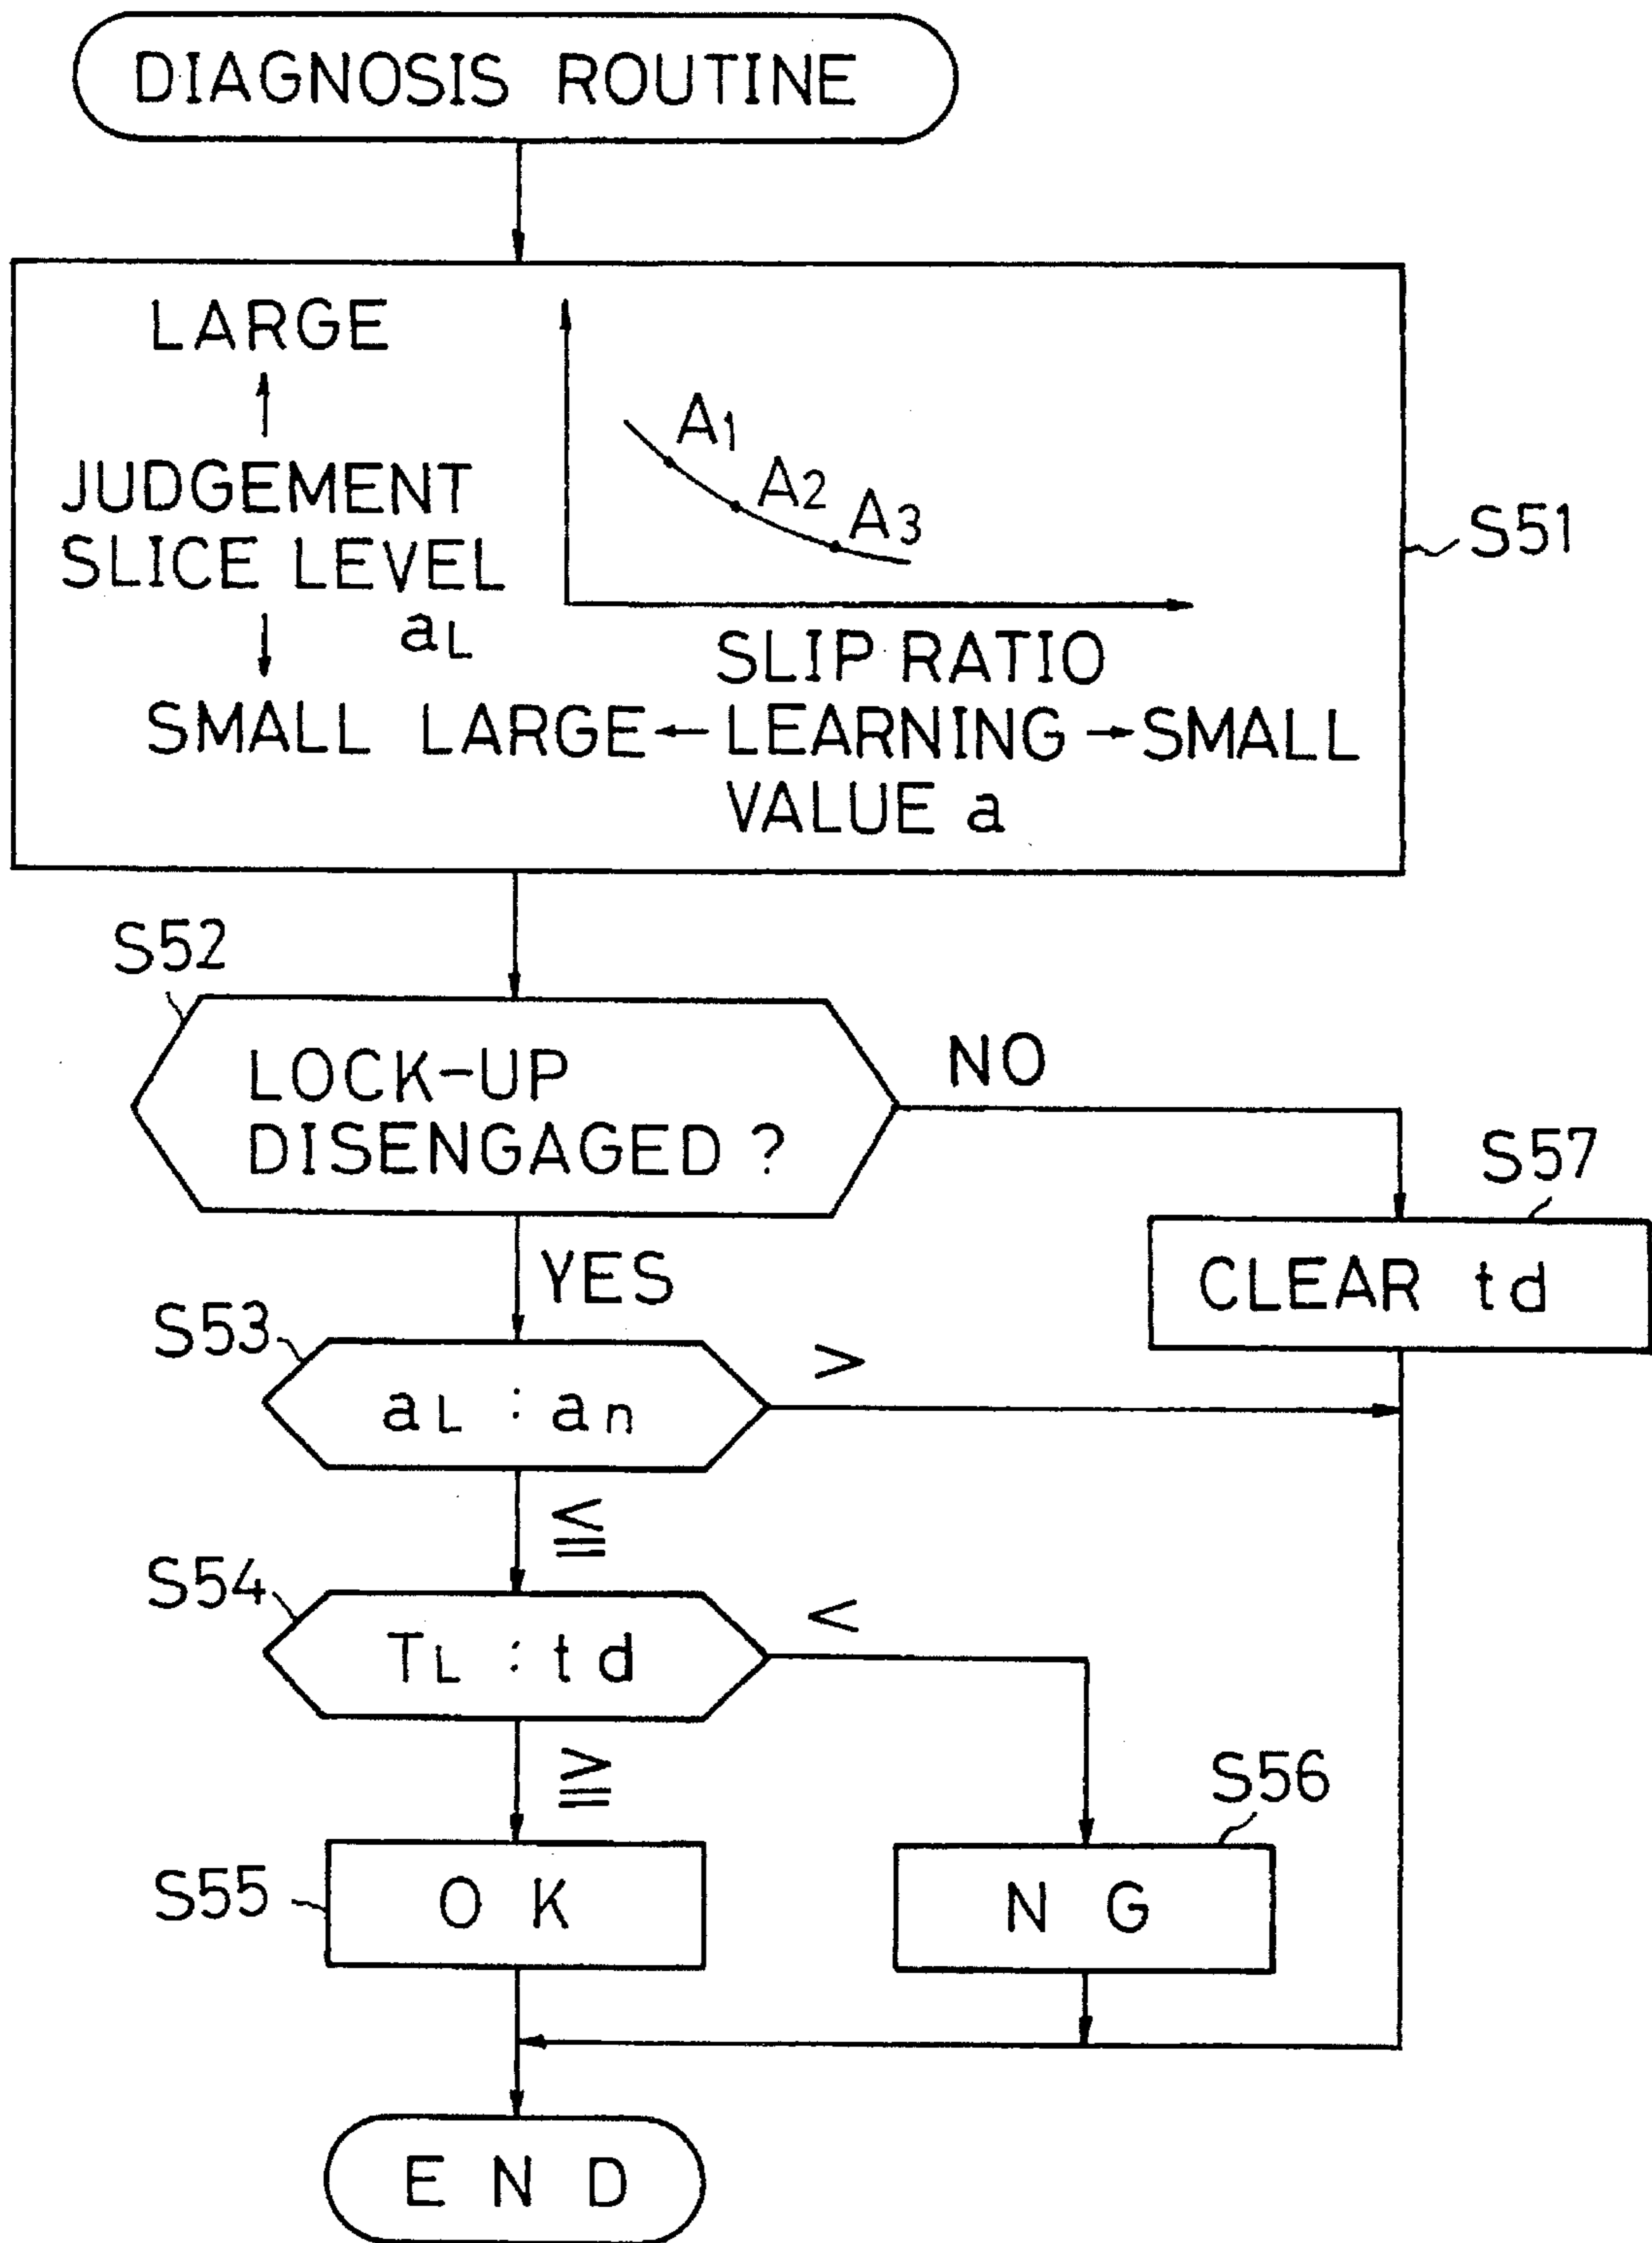 DIAGNOSIS ROUTINE
LARGE
↑
JUDGEMENT
SLICE LEVEL
aL
↓
SMALL
A1
A2
A3
SLIP RATIO
LARGE ← LEARNING → SMALL
VALUE a
S51
S52
LOCK-UP
DISENGAGED ?
NO
YES
S57
CLEAR td
S53
aL : an
>
≦
S54
TL : td
<
≧
S55
OK
S56
NG
END